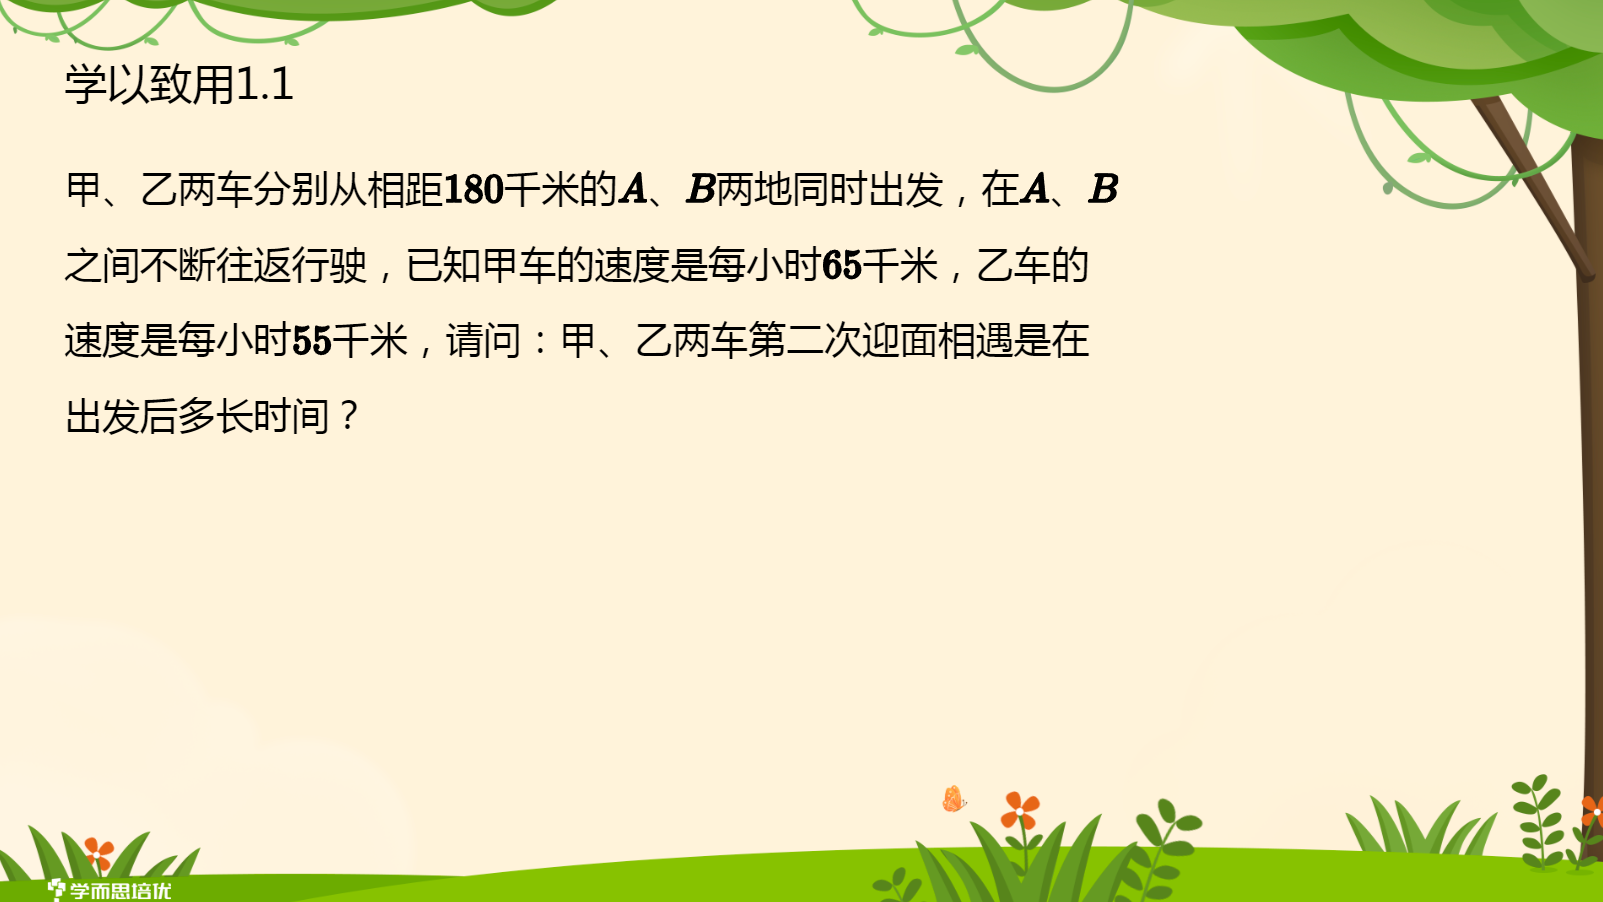 学以致用1.1
甲、乙两车分别从相距180千米的A、B两地同时出发，在A、B
之间不断往返行驶，已知甲车的速度是每小时65千米，乙车的
速度是每小时55千米，请问：甲、乙两车第二次迎面相遇是在
出发后多长时间？
学而思培优